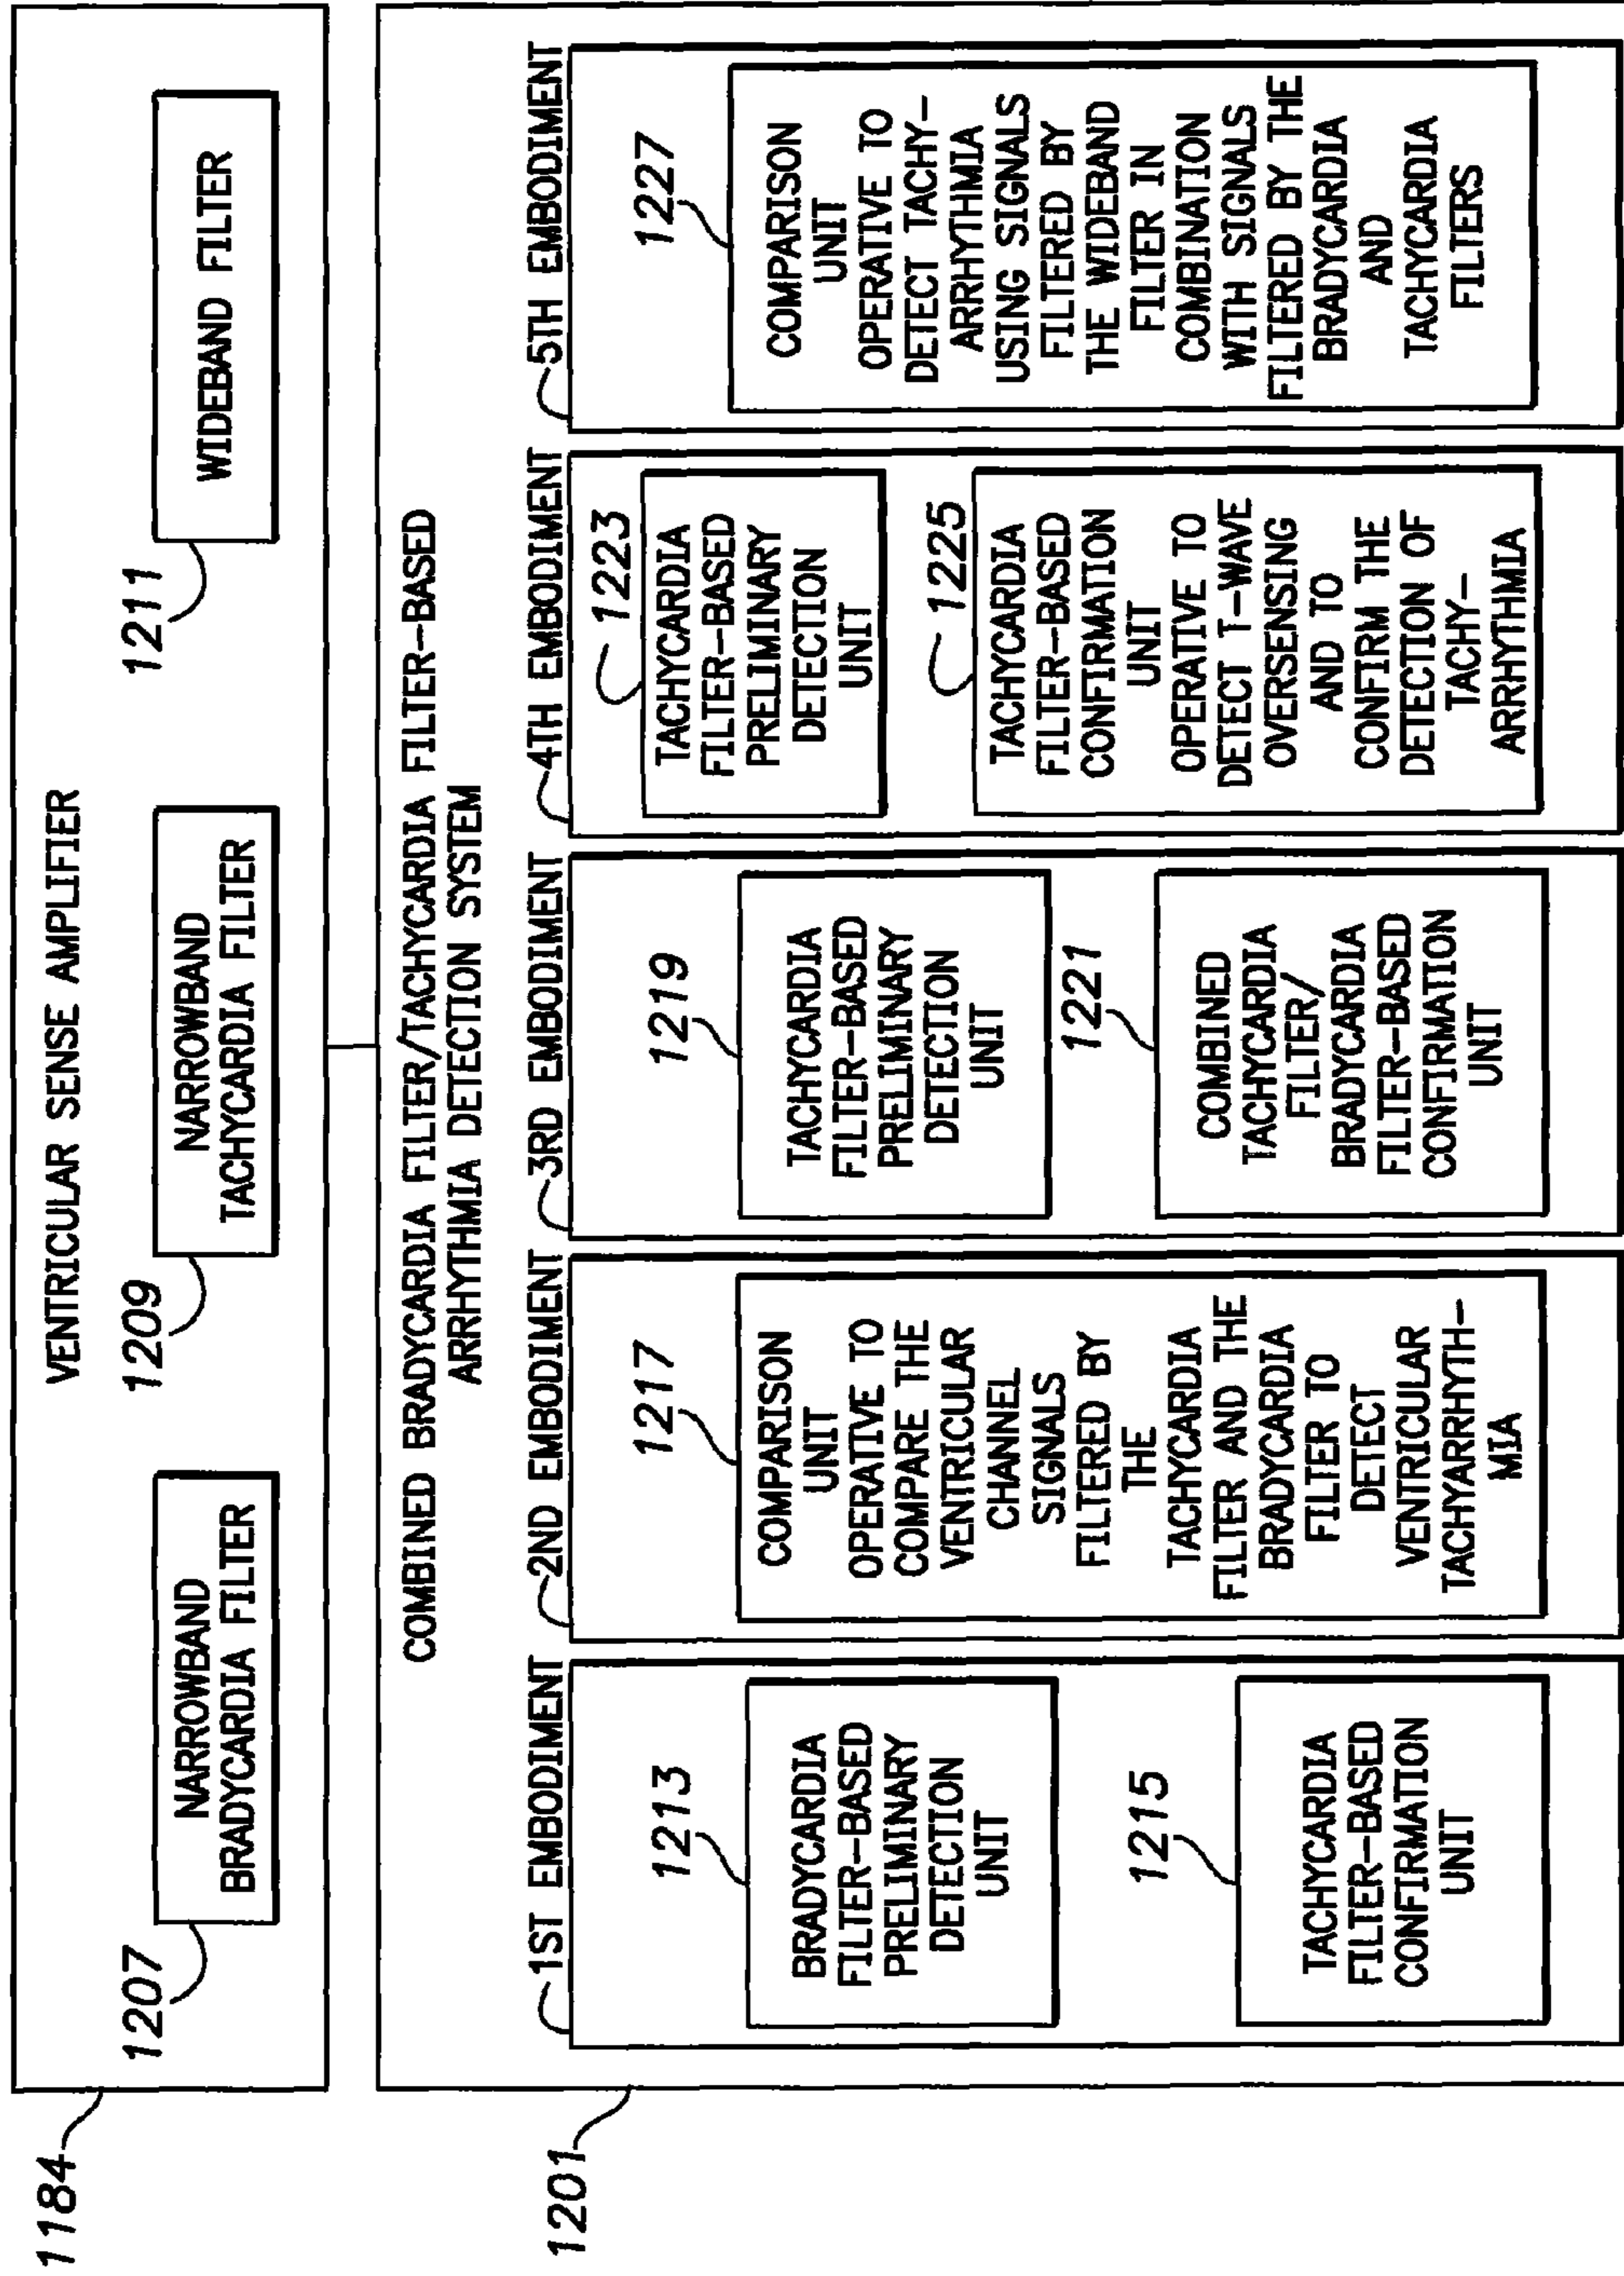 1184
VENTRICULAR SENSE AMPLIFIER
1207
NARROWBAND
BRADYCARDIA FILTER
1209
NARROWBAND
TACHYCARDIA FILTER
1211
WIDEBAND FILTER
1201
COMBINED BRADYCARDIA FILTER/TACHYCARDIA FILTER-BASED
ARRHYTHMIA DETECTION SYSTEM
1ST EMBODIMENT
1213
BRADYCARDIA
FILTER-BASED
PRELIMINARY
DETECTION
UNIT
1215
TACHYCARDIA
FILTER-BASED
CONFIRMATION
UNIT
2ND EMBODIMENT
1217
COMPARISON
UNIT
OPERATIVE TO
COMPARE THE
VENTRICULAR
CHANNEL
SIGNALS
FILTERED BY
THE
TACHYCARDIA
FILTER AND THE
BRADYCARDIA
FILTER TO
DETECT
VENTRICULAR
TACHYARRHYTH-
MIA
3RD EMBODIMENT
1219
TACHYCARDIA
FILTER-BASED
PRELIMINARY
DETECTION
UNIT
1221
COMBINED
TACHYCARDIA
FILTER/
BRADYCARDIA
FILTER-BASED
CONFIRMATION
UNIT
4TH EMBODIMENT
1223
TACHYCARDIA
FILTER-BASED
PRELIMINARY
DETECTION
UNIT
1225
TACHYCARDIA
FILTER-BASED
CONFIRMATION
UNIT
OPERATIVE TO
DETECT T-WAVE
OVERSENSING
AND TO
CONFIRM THE
DETECTION OF
TACHY-
ARRHYTHMIA
5TH EMBODIMENT
1227
COMPARISON
UNIT
OPERATIVE TO
DETECT TACHY-
ARRHYTHMIA
USING SIGNALS
FILTERED BY
THE WIDEBAND
FILTER IN
COMBINATION
WITH SIGNALS
FILTERED BY THE
BRADYCARDIA
AND
TACHYCARDIA
FILTERS